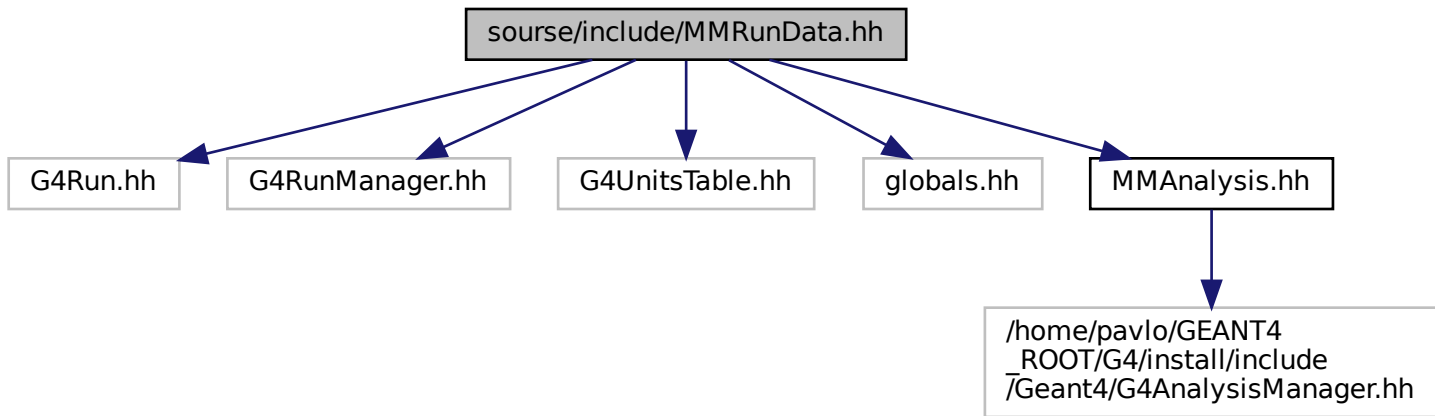 sourse/include/MMRunData.hh
G4Run.hh
G4RunManager.hh
G4UnitsTable.hh
globals.hh
MMAnalysis.hh
/home/pavlo/GEANT4
_ROOT/G4/install/include
/Geant4/G4AnalysisManager.hh